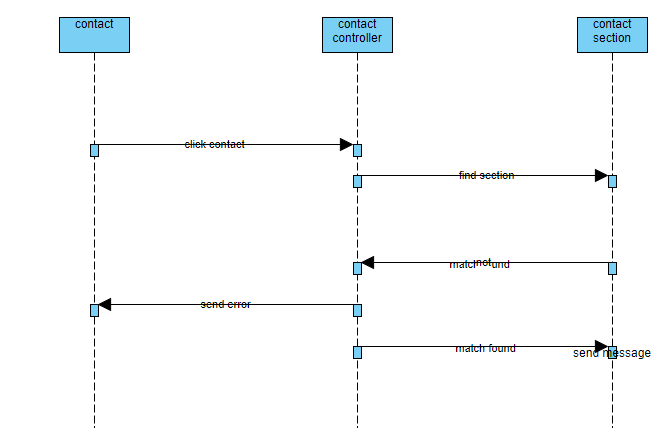 contact
contact
controller
contact
section
click contact
find section
not
match und
send error
match found
send message